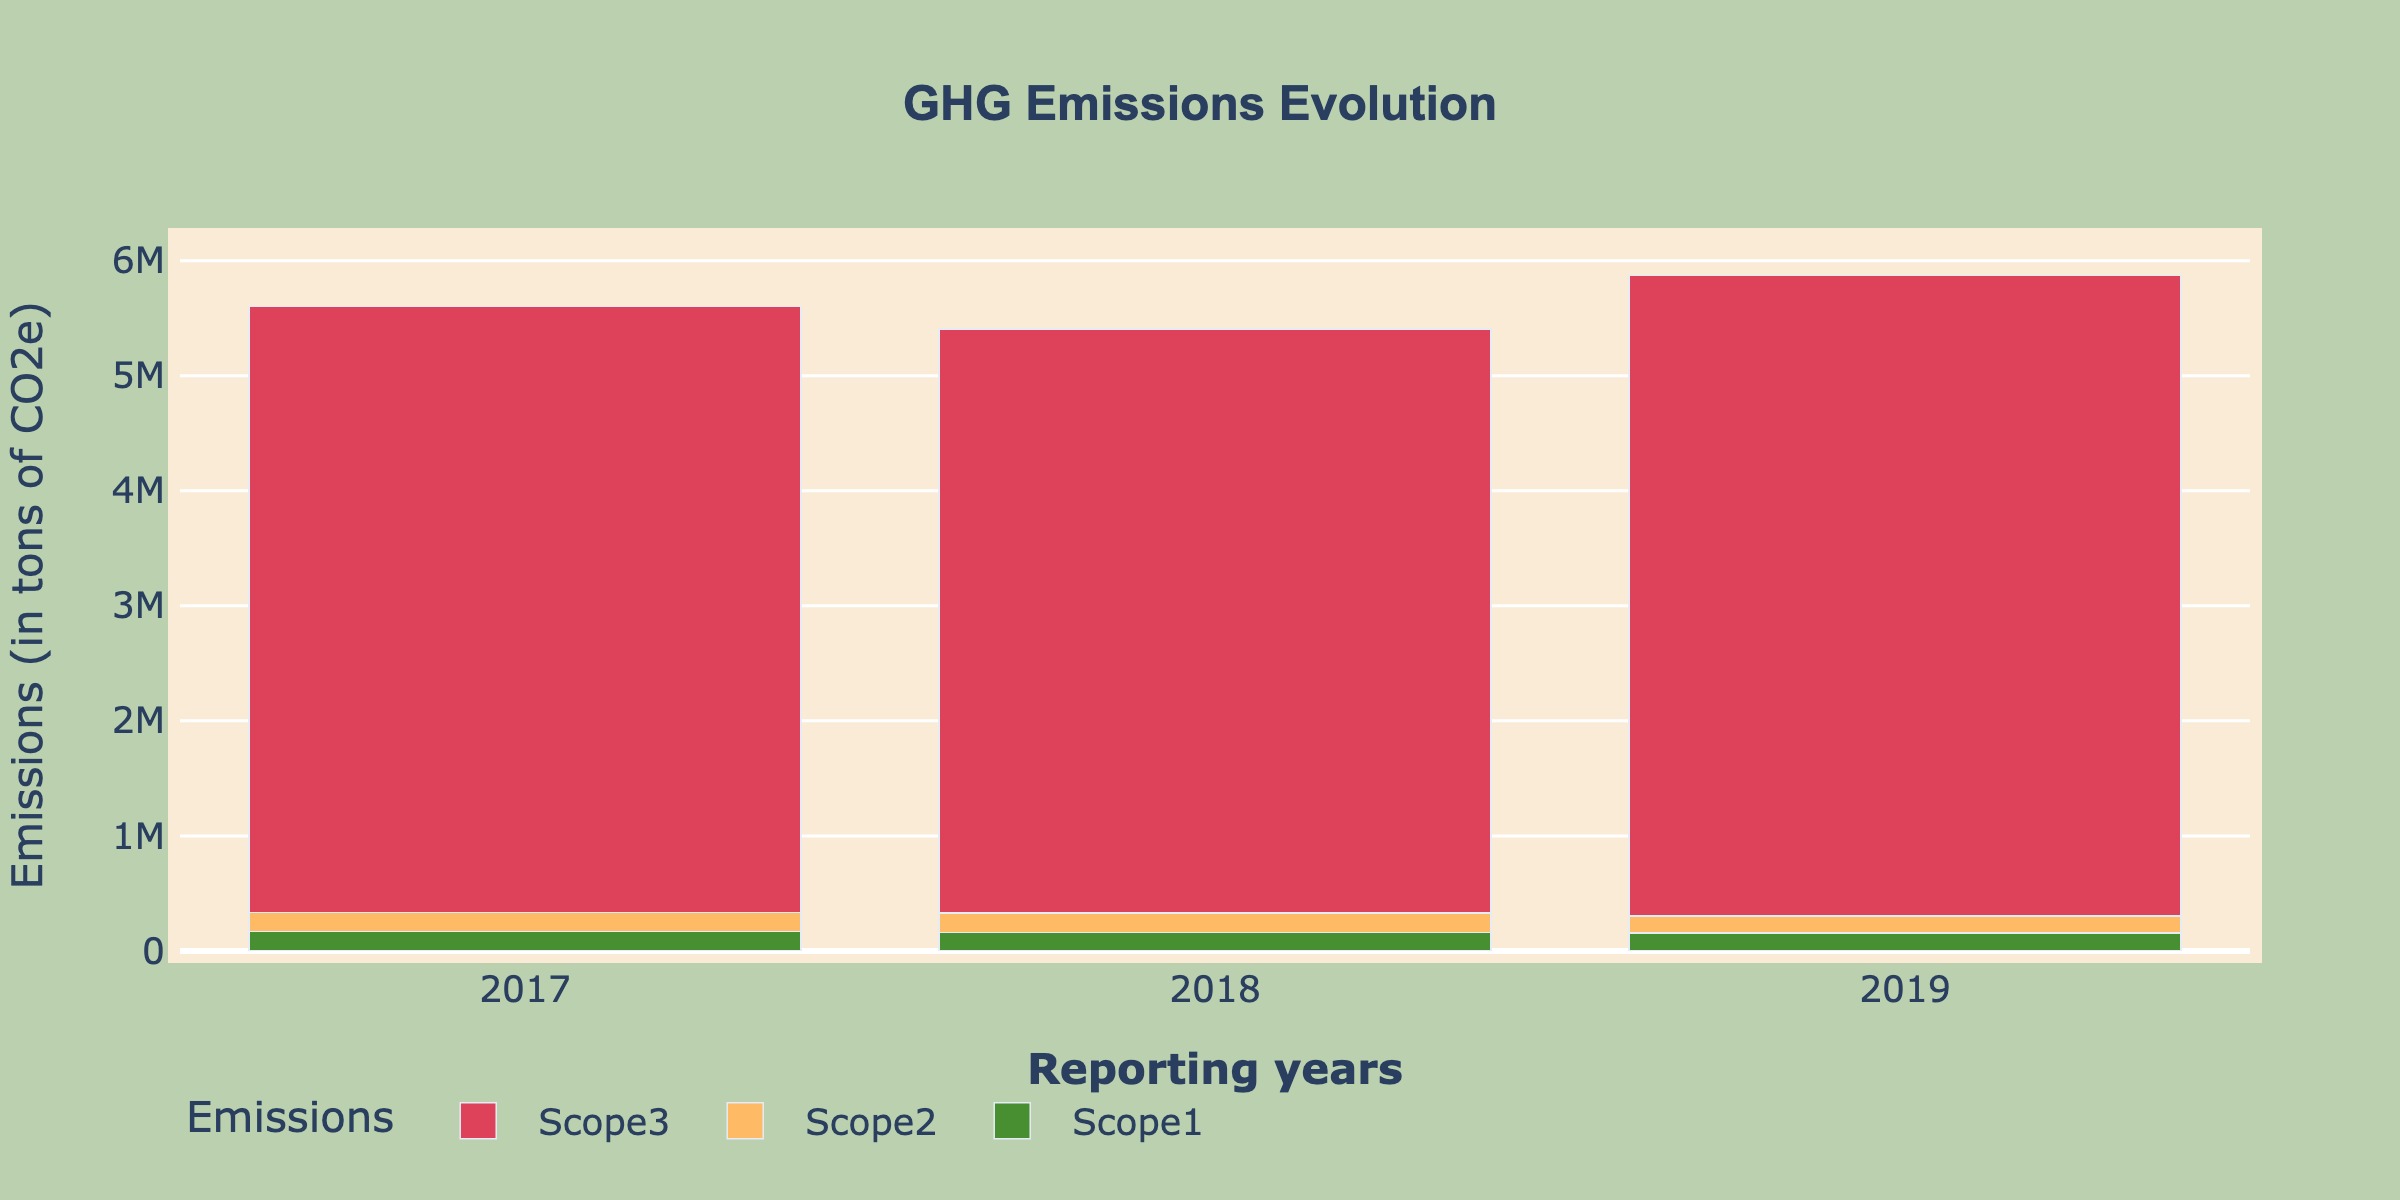 GHG Emissions Evolution
Emissions (in tons of CO2e)
6M
5M
4M
3M
2M
1M
0
2017 2018 2019
Reporting years
Emissions Scope3 Scope2 Scope1